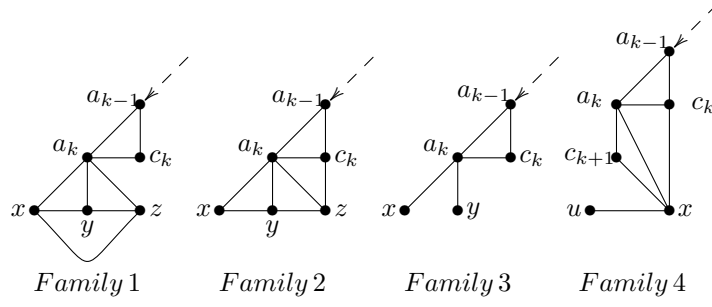 a_{k-1}
a_{k-1} a_{k-1} a_{k-1} a_k c_k
a_k c_k a_k c_k a_k c_k c_{k+1}
x y z x y z x y u x
Family 1 Family 2 Family 3 Family 4